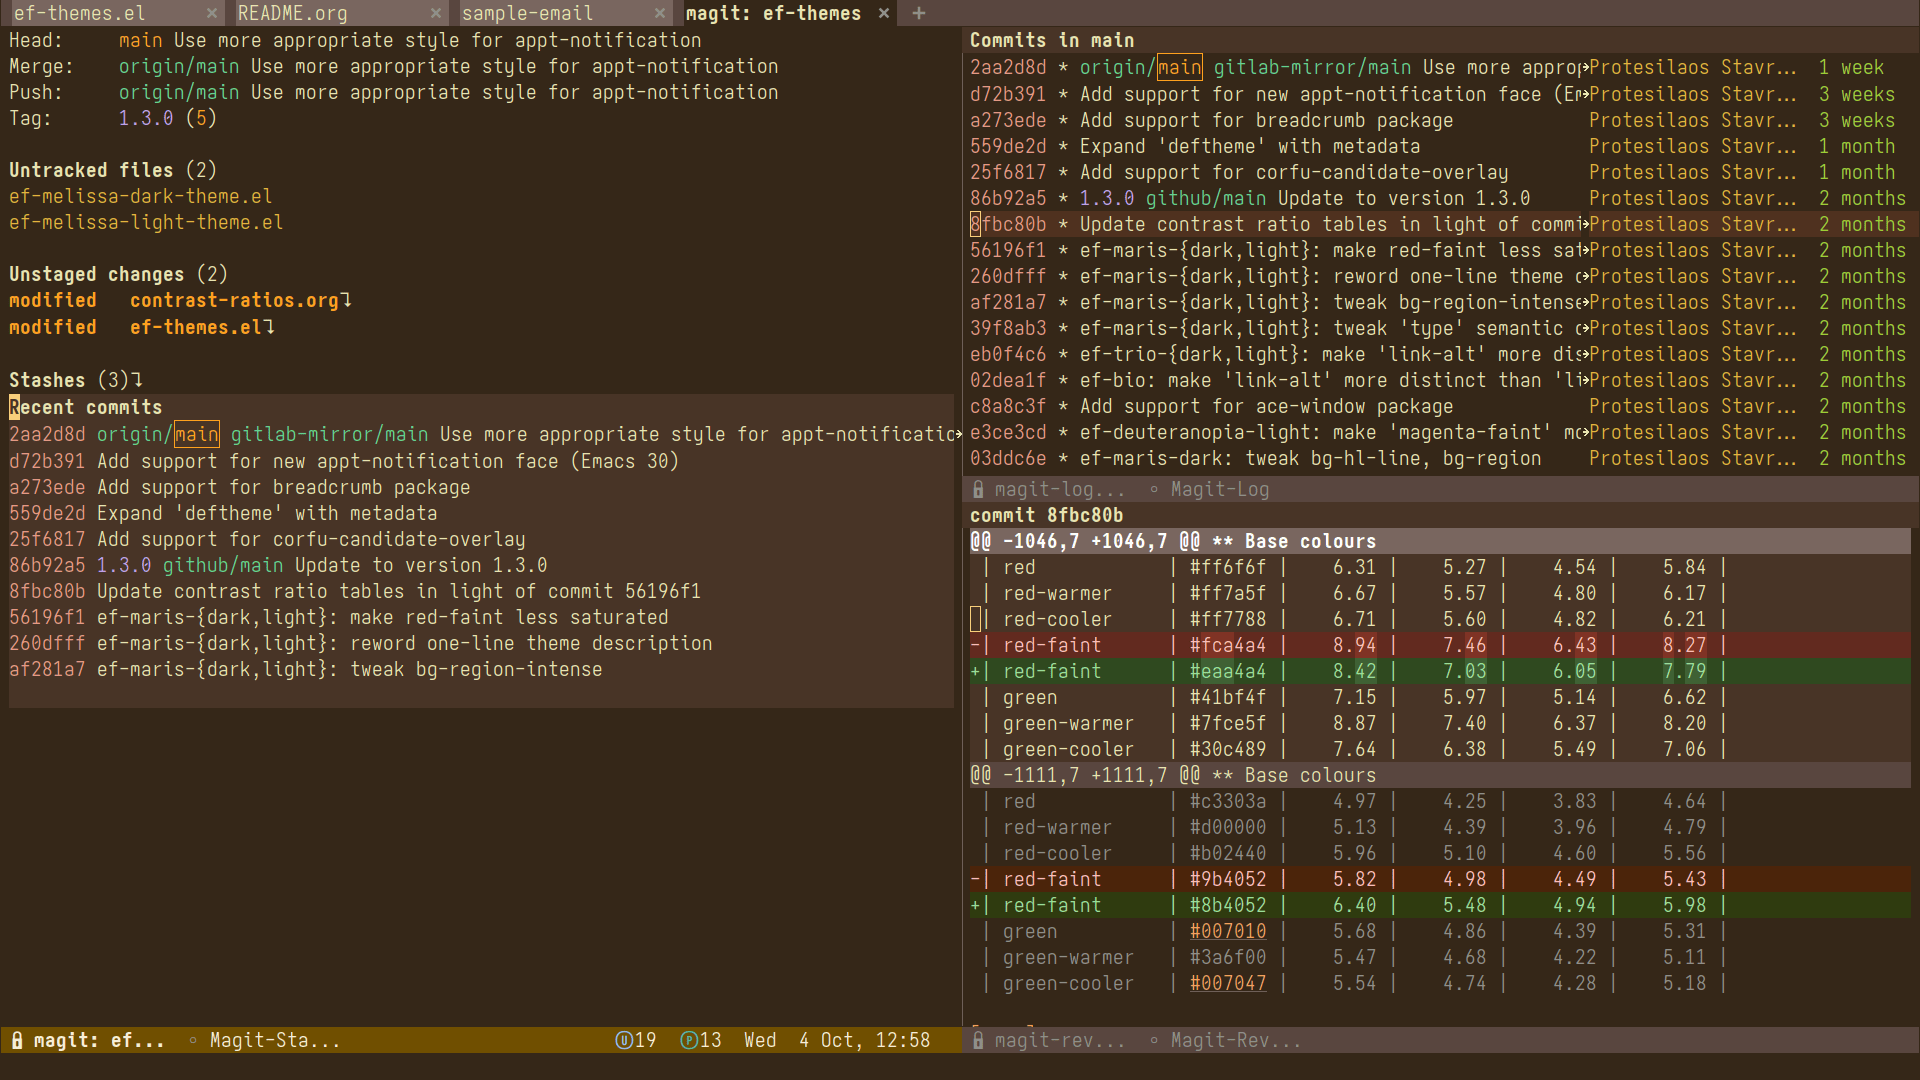 ef-themes.el × README.org × sample-email × magit: ef-themes × +
Head: main Use more appropriate style for appt-notification
Merge: origin/main Use more appropriate style for appt-notification
Push: origin/main Use more appropriate style for appt-notification
Tag: 1.3.0 (5)
Untracked files (2)
ef-melissa-dark-theme.el
ef-melissa-light-theme.el
Unstaged changes (2)
modified contrast-ratios.org
modified ef-themes.el
Stashes (3)
Recent commits
2aa2d8d origin/main gitlab-mirror/main Use more appropriate style for appt-notificatio
d72b391 Add support for new appt-notification face (Emacs 30)
a273ede Add support for breadcrumb package
559de2d Expand 'deftheme' with metadata
25f6817 Add support for corfu-candidate-overlay
86b92a5 1.3.0 github/main Update to version 1.3.0
8fbc80b Update contrast ratio tables in light of commit 56196f1
56196f1 ef-maris-{dark,light}: make red-faint less saturated
260dfff ef-maris-{dark,light}: reword one-line theme description
af281a7 ef-maris-{dark,light}: tweak bg-region-intense
magit: ef... ◦ Magit-Sta... U19 P13 Wed 4 Oct, 12:58
Commits in main
2aa2d8d * origin/main gitlab-mirror/main Use more approp Protesilaos Stavr... 1 week
d72b391 * Add support for new appt-notification face (Em Protesilaos Stavr... 3 weeks
a273ede * Add support for breadcrumb package Protesilaos Stavr... 3 weeks
559de2d * Expand 'deftheme' with metadata Protesilaos Stavr... 1 month
25f6817 * Add support for corfu-candidate-overlay Protesilaos Stavr... 1 month
86b92a5 * 1.3.0 github/main Update to version 1.3.0 Protesilaos Stavr... 2 months
8fbc80b * Update contrast ratio tables in light of commi Protesilaos Stavr... 2 months
56196f1 * ef-maris-{dark,light}: make red-faint less sat Protesilaos Stavr... 2 months
260dfff * ef-maris-{dark,light}: reword one-line theme d Protesilaos Stavr... 2 months
af281a7 * ef-maris-{dark,light}: tweak bg-region-intense Protesilaos Stavr... 2 months
39f8ab3 * ef-maris-{dark,light}: tweak 'type' semantic c Protesilaos Stavr... 2 months
eb0f4c6 * ef-trio-{dark,light}: make 'link-alt' more dis Protesilaos Stavr... 2 months
02dea1f * ef-bio: make 'link-alt' more distinct than 'li Protesilaos Stavr... 2 months
c8a8c3f * Add support for ace-window package Protesilaos Stavr... 2 months
e3ce3cd * ef-deuteranopia-light: make 'magenta-faint' mo Protesilaos Stavr... 2 months
03ddc6e * ef-maris-dark: tweak bg-hl-line, bg-region Protesilaos Stavr... 2 months
magit-log... ◦ Magit-Log
commit 8fbc80b
@@ -1046,7 +1046,7 @@ ** Base colours
| red | #ff6f6f | 6.31 | 5.27 | 4.54 | 5.84 |
| red-warmer | #ff7a5f | 6.67 | 5.57 | 4.80 | 6.17 |
| red-cooler | #ff7788 | 6.71 | 5.60 | 4.82 | 6.21 |
-| red-faint | #fca4a4 | 8.94 | 7.46 | 6.43 | 8.27 |
+| red-faint | #eaa4a4 | 8.42 | 7.03 | 6.05 | 7.79 |
| green | #41bf4f | 7.15 | 5.97 | 5.14 | 6.62 |
| green-warmer | #7fce5f | 8.87 | 7.40 | 6.37 | 8.20 |
| green-cooler | #30c489 | 7.64 | 6.38 | 5.49 | 7.06 |
@@ -1111,7 +1111,7 @@ ** Base colours
| red | #c3303a | 4.97 | 4.25 | 3.83 | 4.64 |
| red-warmer | #d00000 | 5.13 | 4.39 | 3.96 | 4.79 |
| red-cooler | #b02440 | 5.96 | 5.10 | 4.60 | 5.56 |
-| red-faint | #9b4052 | 5.82 | 4.98 | 4.49 | 5.43 |
+| red-faint | #8b4052 | 6.40 | 5.48 | 4.94 | 5.98 |
| green | #007010 | 5.68 | 4.86 | 4.39 | 5.31 |
| green-warmer | #3a6f00 | 5.47 | 4.68 | 4.22 | 5.11 |
| green-cooler | #007047 | 5.54 | 4.74 | 4.28 | 5.18 |
magit-rev... ◦ Magit-Rev...